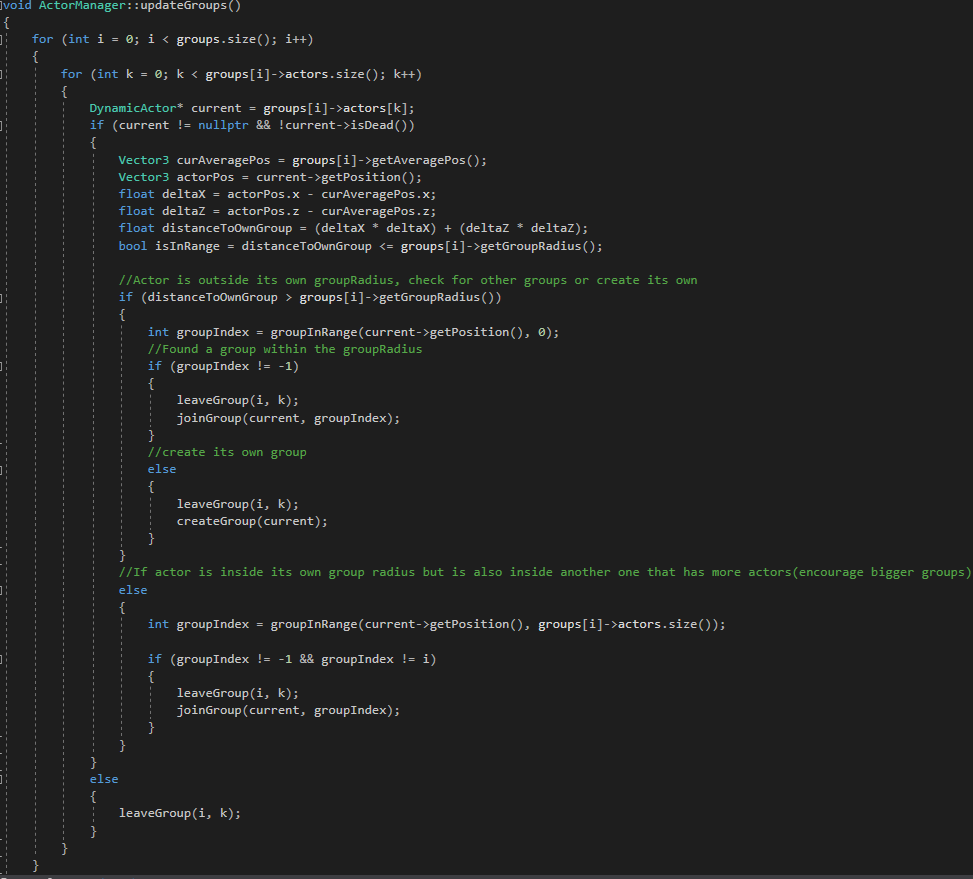 void ActorManager::updateGroups()
{
for (int i = 0; i < groups.size(); i++)
{
for (int k = 0; k < groups[i]->actors.size(); k++)
{
DynamicActor* current = groups[i]->actors[k];
if (current != nullptr && !current->isDead())
{
Vector3 curAveragePos = groups[i]->getAveragePos();
Vector3 actorPos = current->getPosition();
float deltaX = actorPos.x - curAveragePos.x;
float deltaZ = actorPos.z - curAveragePos.z;
float distanceToOwnGroup = (deltaX * deltaX) + (deltaZ * deltaZ);
bool isInRange = distanceToOwnGroup <= groups[i]->getGroupRadius();
//Actor is outside its own groupRadius, check for other groups or create its own
if (distanceToOwnGroup > groups[i]->getGroupRadius())
{
int groupIndex = groupInRange(current->getPosition(), 0);
//Found a group within the groupRadius
if (groupIndex != -1)
{
leaveGroup(i, k);
joinGroup(current, groupIndex);
}
//create its own group
else
{
leaveGroup(i, k);
createGroup(current);
}
}
//If actor is inside its own group radius but is also inside another one that has more actors(encourage bigger groups)
else
{
int groupIndex = groupInRange(current->getPosition(), groups[i]->actors.size());
if (groupIndex != -1 && groupIndex != i)
{
leaveGroup(i, k);
joinGroup(current, groupIndex);
}
}
}
else
{
leaveGroup(i, k);
}
}
}